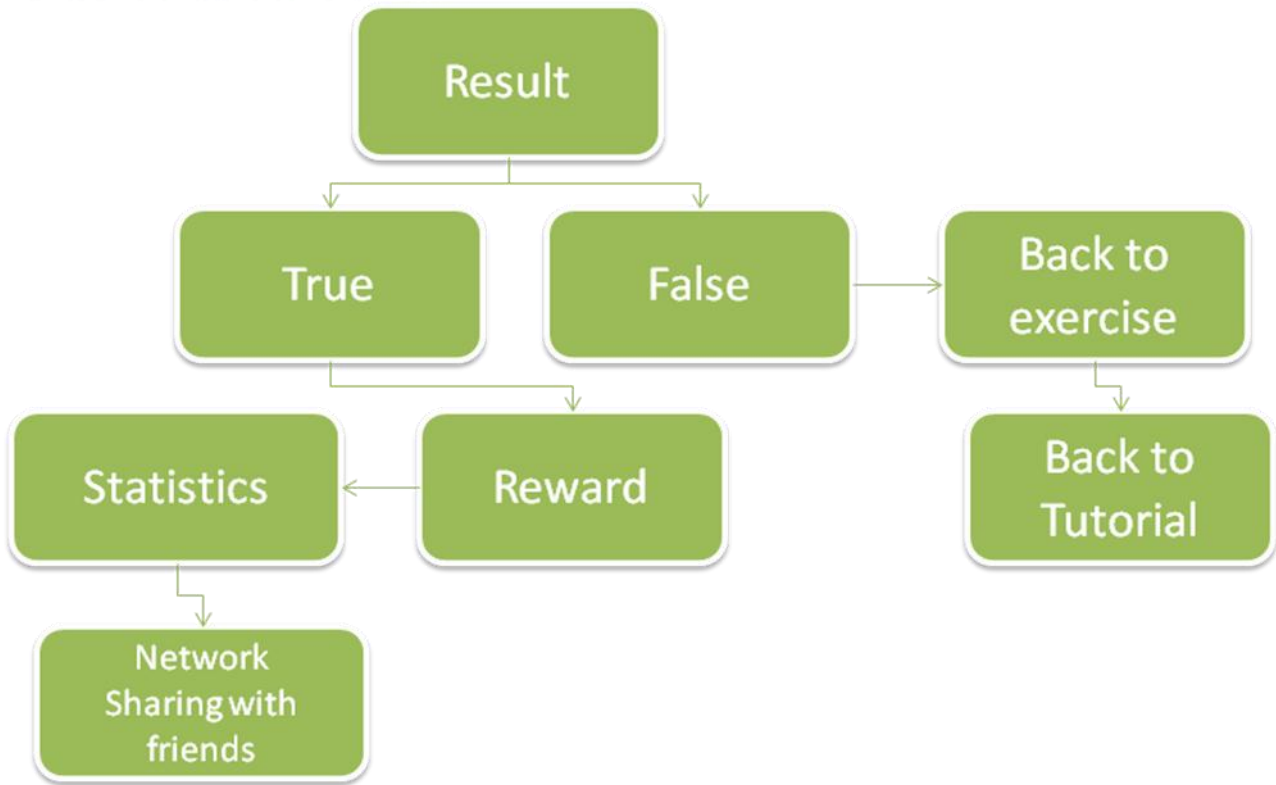 Result
True
False
Back to
exercise
Statistics
Reward
Back to
Tutorial
Network
Sharing with
friends